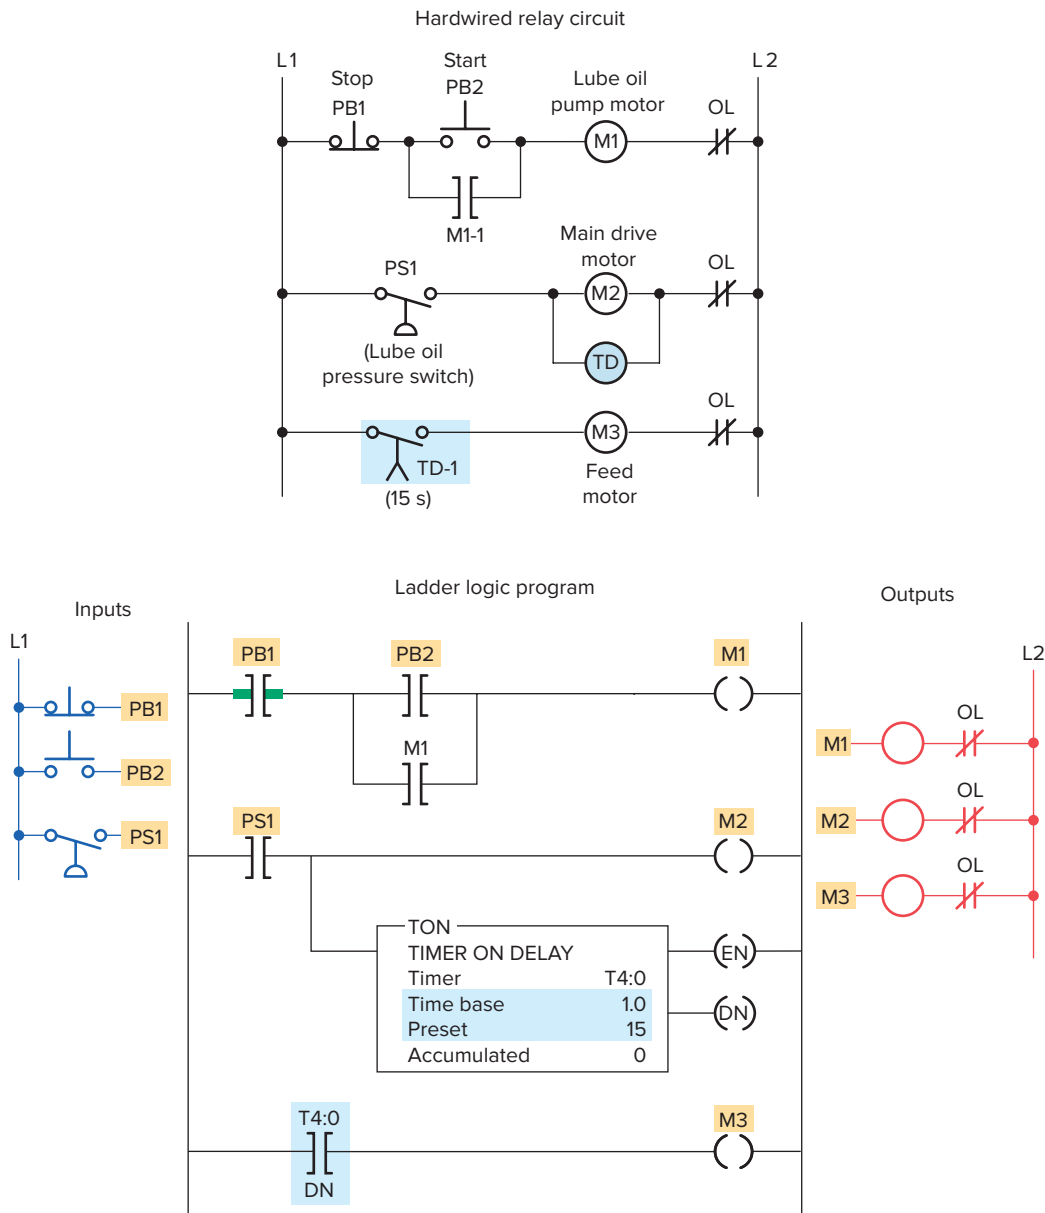 Hardwired relay circuit
L1
L2
Stop
PB1
Start
PB2
Lube oil
pump motor
OL
M1
M1-1
Main drive
motor
PS1
OL
M2
(Lube oil
pressure switch)
TD
OL
M3
TD-1
(15 s)
Feed
motor
Ladder logic program
Inputs
Outputs
L1
L2
PB1
PB2
M1
PB1
PB2
PS1
M1
PS1
M2
TON
TIMER ON DELAY
Timer T4:0
Time base 1.0
Preset 15
Accumulated 0
EN
DN
T4:0
DN
M3
OL
M1
OL
M2
OL
M3